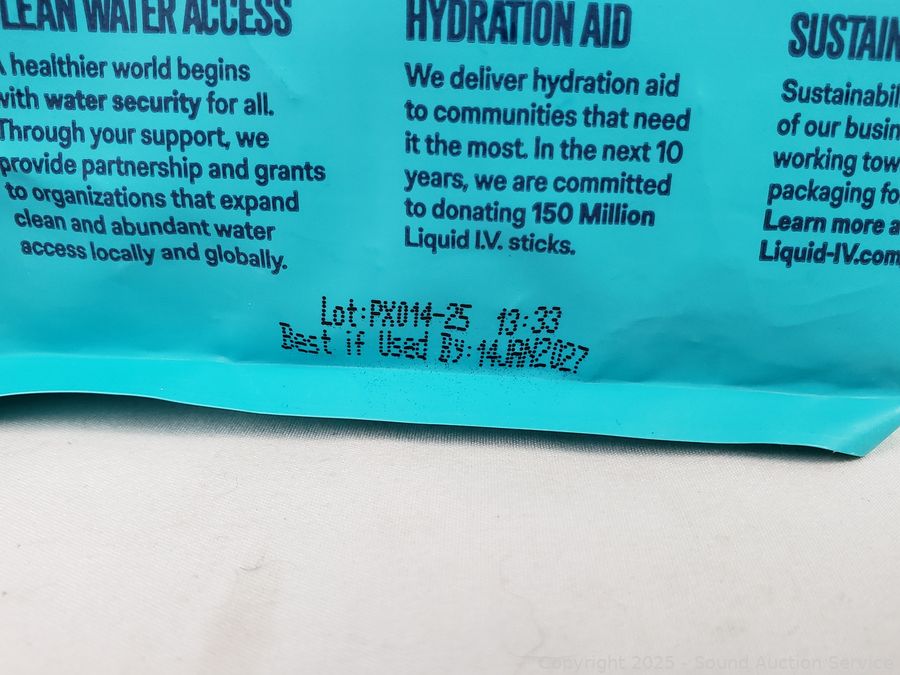 CLEAN WATER ACCESS
A healthier world begins
with water security for all.
Through your support, we
provide partnership and grants
to organizations that expand
clean and abundant water
access locally and globally.
HYDRATION AID
We deliver hydration aid
to communities that need
it the most. In the next 10
years, we are committed
to donating 150 Million
Liquid I.V. sticks.
SUSTAIN
Sustainabil
of our busin
working tow
packaging fo
Learn more a
Liquid-IV.com
Lot:PX014-25 13:33
Best if Used By:14JAN2027
Copyright 2025 - Sound Auction Service